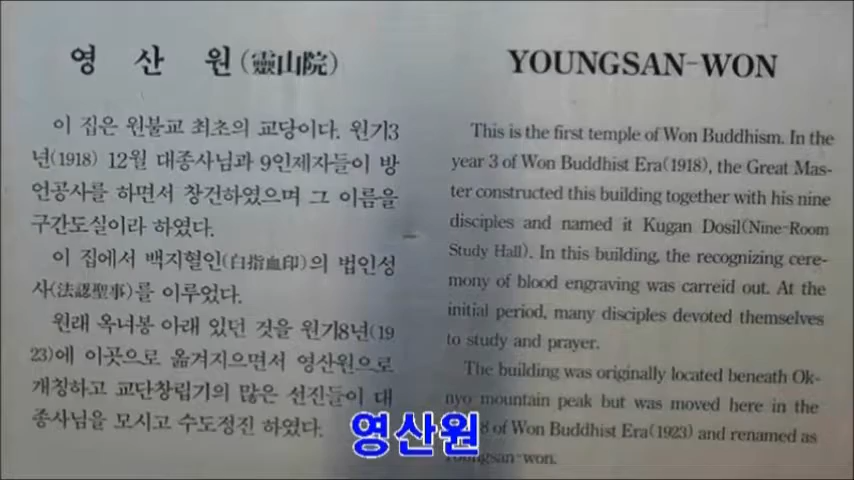 영 산 원(靈山院)
이 집은 원불교 최초의 교당이다. 원기3
년(1918) 12월 대종사님과 9인제자들이 방
언공사를 하면서 창건하였으며 그 이름을
구간도실이라 하였다.
이 집에서 백지혈인(白指血印)의 법인성
사(法認聖事)를 이루었다.
원래 옥녀봉 아래 있던 것을 원기8년(19
23)에 이곳으로 옮겨지으면서 영산원으로
개칭하고 교단창립기의 많은 선진들이 대
종사님을 모시고 수도정진 하였다.
YOUNGSAN-WON
This is the first temple of Won Buddhism. In the
year 3 of Won Buddhist Era(1918), the Great Mas-
ter constructed this building together with his nine
disciples and named it Kugan Dosil(Nine-Room
Study Hall). In this building, the recognizing cere-
mony of blood engraving was carreid out. At the
initial period, many disciples devoted themselves
to study and prayer.
The building was originally located beneath Ok-
nyo mountain peak but was moved here in the
8 of Won Buddhist Era(1923) and renamed as
Youngsan-won.
영산원